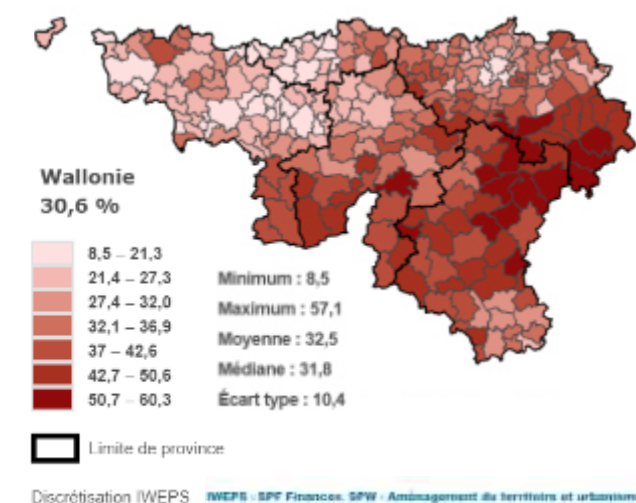 Wallonie
30,6 %
8,5 – 21,3
21,4 – 27,3
27,4 – 32,0
32,1 – 36,9
37 – 42,6
42,7 – 50,6
50,7 – 60,3
Minimum : 8,5
Maximum : 57,1
Moyenne : 32,5
Médiane : 31,8
Écart type : 10,4
Limite de province
Discrétisation IWEPS
IWEPS - SPF Finances, SPW - Aménagement du territoire et urbanisme